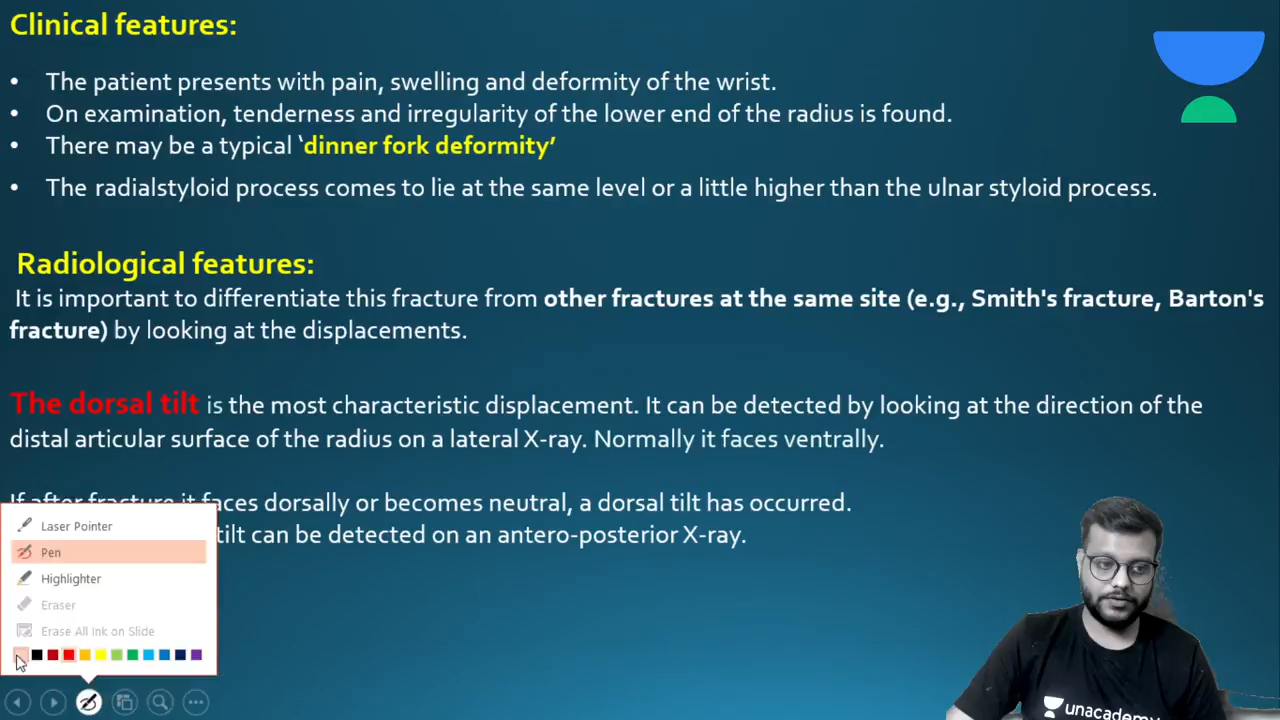 Clinical features:
• The patient presents with pain, swelling and deformity of the wrist.
• On examination, tenderness and irregularity of the lower end of the radius is found.
• There may be a typical ‘dinner fork deformity’
• The radialstyloid process comes to lie at the same level or a little higher than the ulnar styloid process.
Radiological features:
It is important to differentiate this fracture from other fractures at the same site (e.g., Smith's fracture, Barton's
fracture) by looking at the displacements.
The dorsal tilt is the most characteristic displacement. It can be detected by looking at the direction of the
distal articular surface of the radius on a lateral X-ray. Normally it faces ventrally.
If after fracture it faces dorsally or becomes neutral, a dorsal tilt has occurred.
tilt can be detected on an antero-posterior X-ray.
Laser Pointer
Pen
Highlighter
Eraser
Erase All Ink on Slide
unacademy